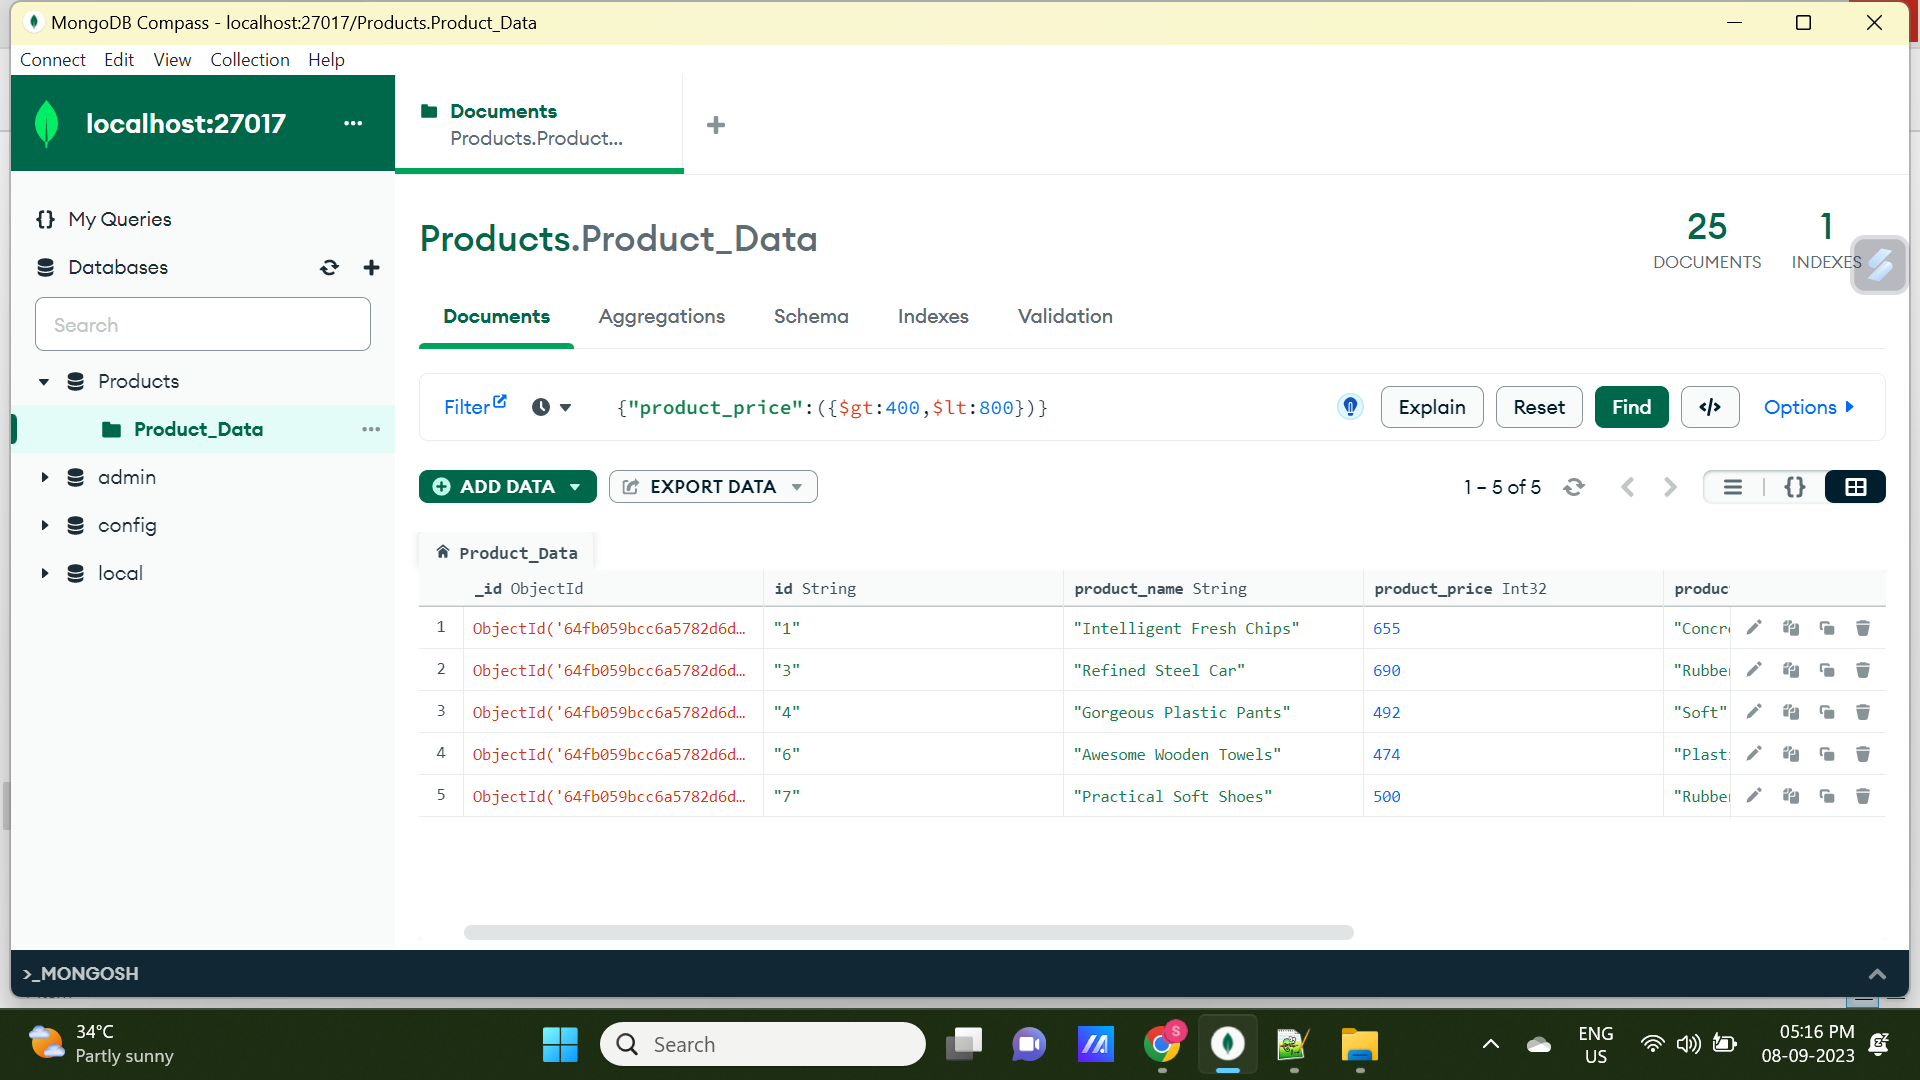 MongoDB Compass - localhost:27017/Products.Product_Data
Connect Edit View Collection Help
localhost:27017 ...
Documents
Products.Product...
My Queries
Databases
Search
Products
Product_Data
admin
config
local
Products.Product_Data
25
DOCUMENTS
1
INDEXES
Documents Aggregations Schema Indexes Validation
Filter {"product_price":({$gt:400,$lt:800})} Explain Reset Find </> Options
ADD DATA EXPORT DATA 1 – 5 of 5 {}
Product_Data
_id ObjectId id String product_name String product_price Int32 produc
1 ObjectId('64fb059bcc6a5782d6d… "1" "Intelligent Fresh Chips" 655 "Concr
2 ObjectId('64fb059bcc6a5782d6d… "3" "Refined Steel Car" 690 "Rubbe
3 ObjectId('64fb059bcc6a5782d6d… "4" "Gorgeous Plastic Pants" 492 "Soft"
4 ObjectId('64fb059bcc6a5782d6d… "6" "Awesome Wooden Towels" 474 "Plast
5 ObjectId('64fb059bcc6a5782d6d… "7" "Practical Soft Shoes" 500 "Rubbe
>_MONGOSH
34°C
Partly sunny
Search
S
ENG
US
05:16 PM
08-09-2023